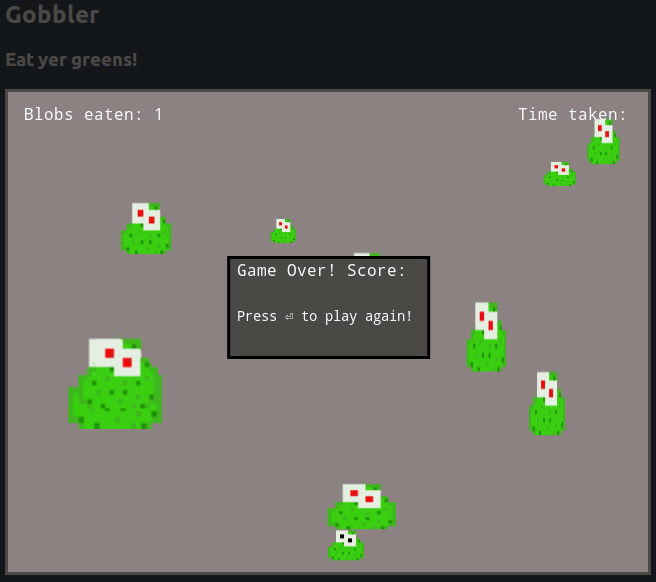 Gobbler
Eat yer greens!
Blobs eaten: 1
Time taken:
Game Over! Score:
Press ⏎ to play again!